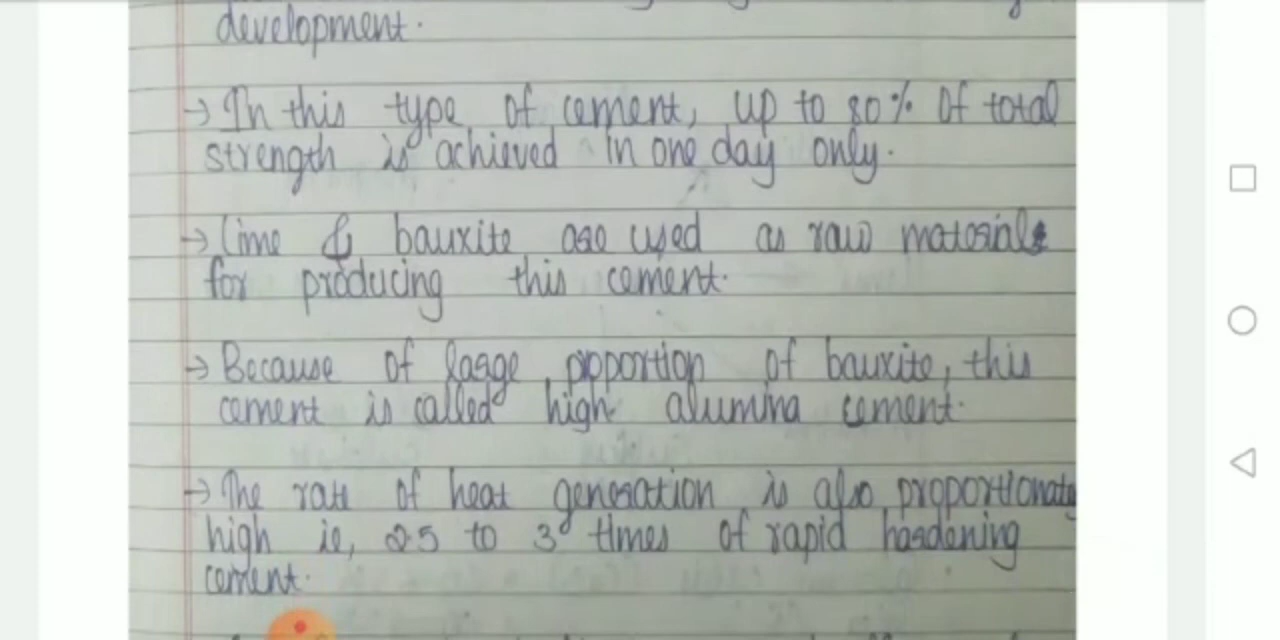 development.
→ In this type of cement, up to 80% of total
strength is achieved in one day only.
→ lime & bauxite are used as raw materials
for producing this cement.
→ Because of large propportion of bauxite, this
cement is called high alumina cement.
→ The rate of heat generation is also proportionately
high ie, 2.5 to 3 times of rapid hardening
cement.